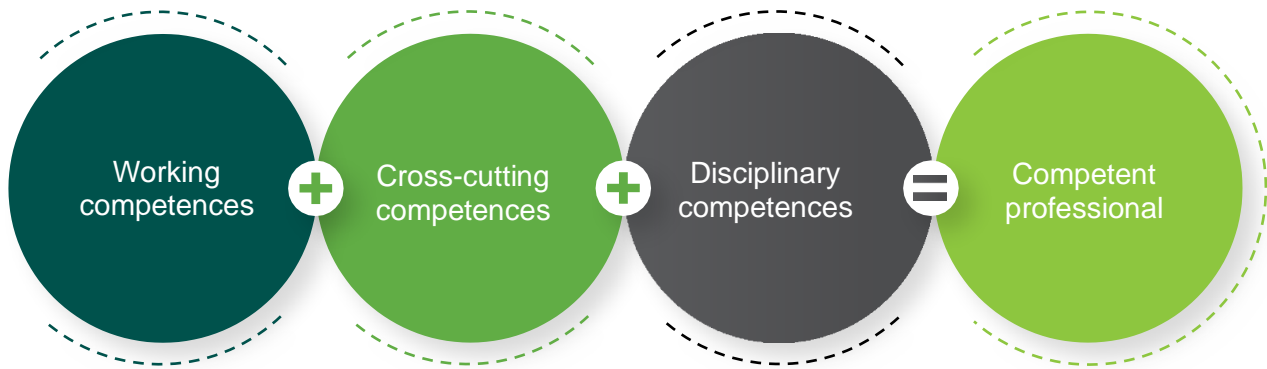 Working
competences
+
Cross-cutting
competences
+
Disciplinary
competences
=
Competent
professional